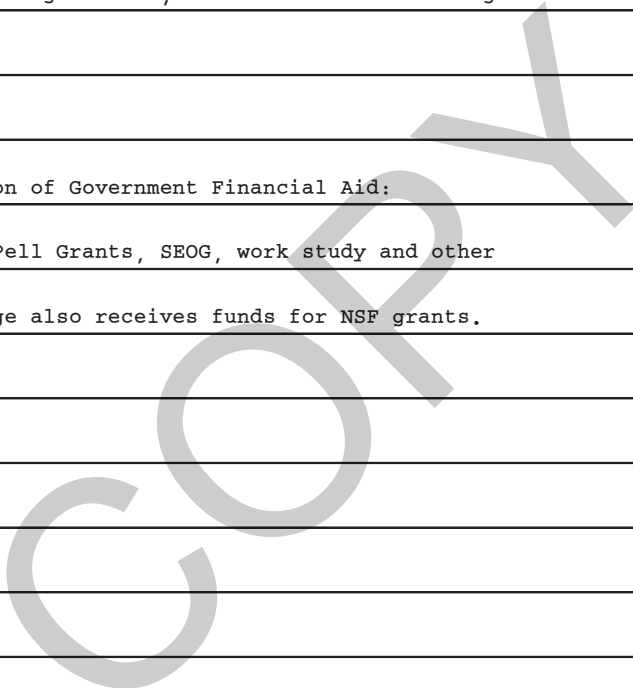 on of Government Financial Aid:
Pell Grants, SEOG, work study and other
ge also receives funds for NSF grants.
COPY